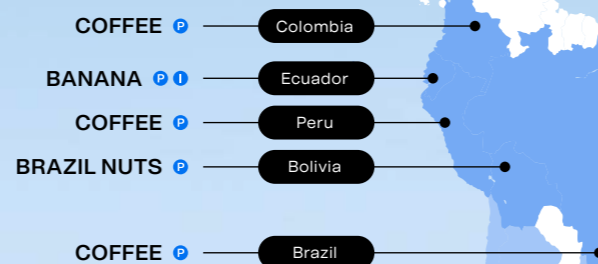 COFFEE P Colombia
BANANA P I Ecuador
COFFEE P Peru
BRAZIL NUTS P Bolivia
COFFEE P Brazil